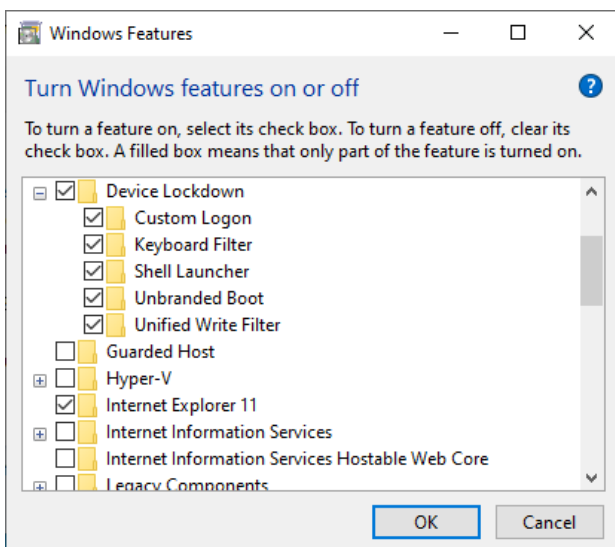 Windows Features
Turn Windows features on or off
?
To turn a feature on, select its check box. To turn a feature off, clear its
check box. A filled box means that only part of the feature is turned on.
Device Lockdown
Custom Logon
Keyboard Filter
Shell Launcher
Unbranded Boot
Unified Write Filter
Guarded Host
Hyper-V
Internet Explorer 11
Internet Information Services
Internet Information Services Hostable Web Core
Legacy Components
OK Cancel